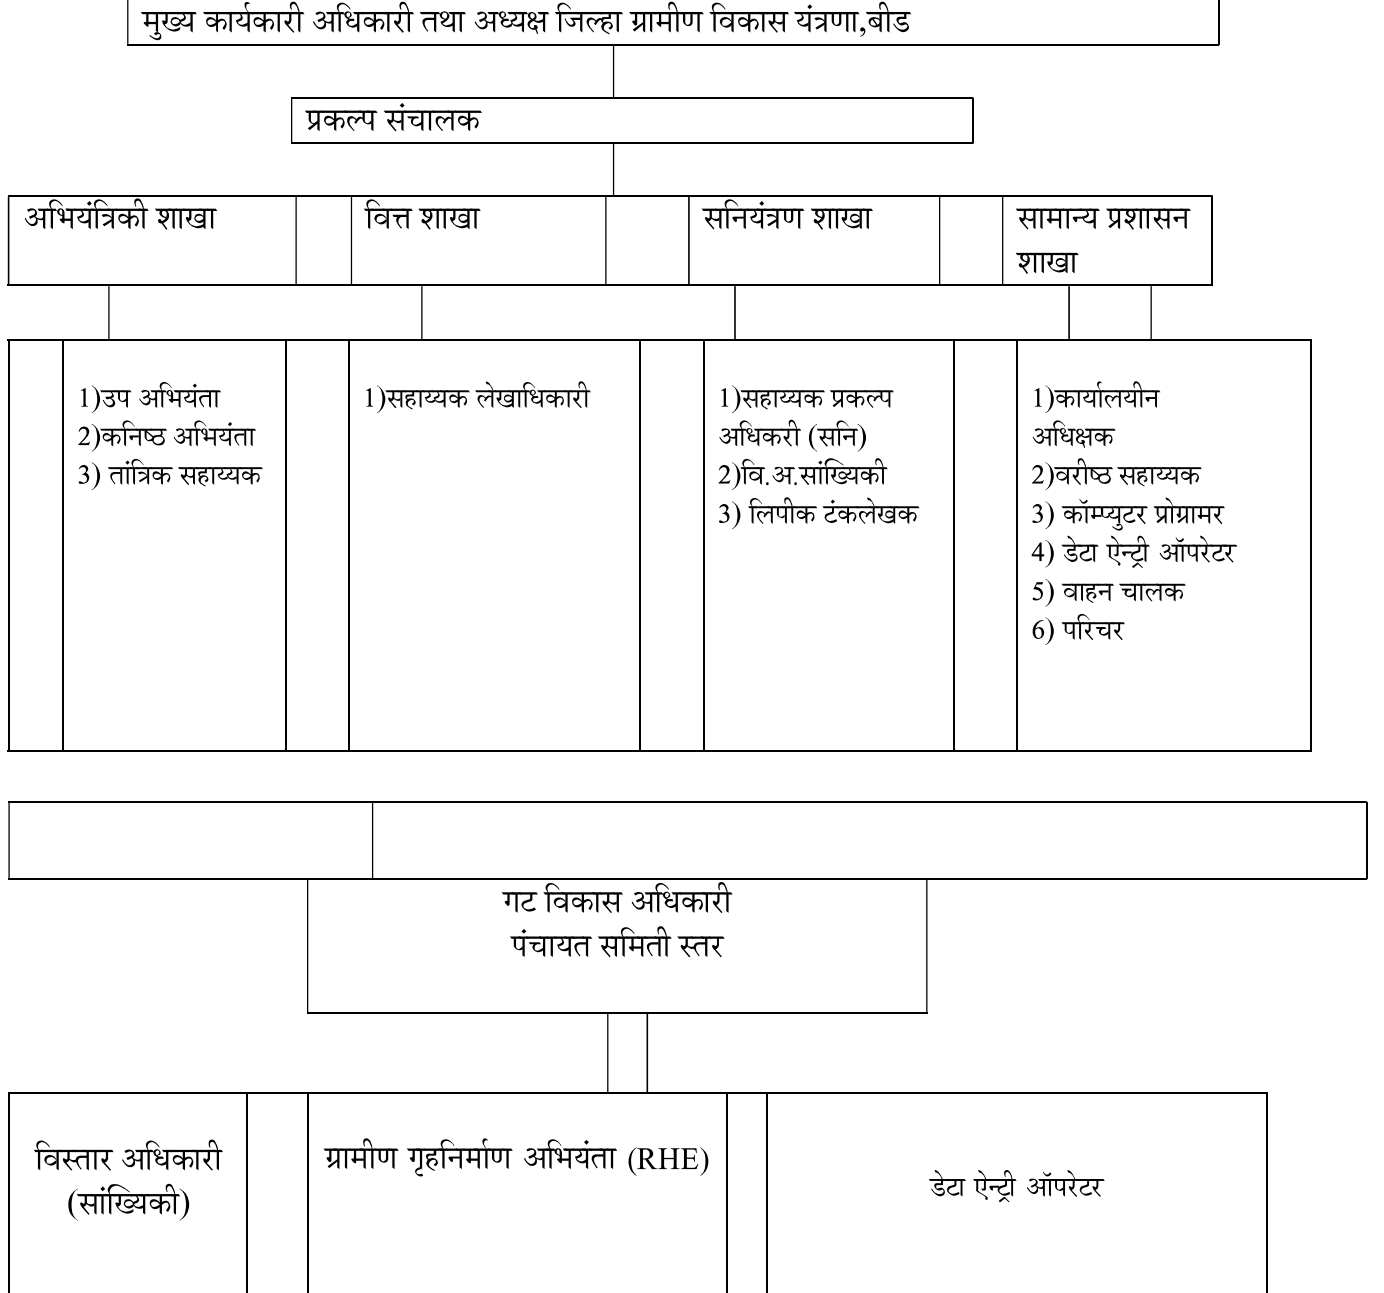 मुख्य कार्यकारी अधिकारी तथा अध्यक्ष जिल्हा ग्रामीण विकास यंत्रणा,बीड
प्रकल्प संचालक
अभियंत्रिकी शाखा
वित्त शाखा
सनियंत्रण शाखा
सामान्य प्रशासन
शाखा
1)उप अभियंता
2)कनिष्ठ अभियंता
3) तांत्रिक सहाय्यक
1)सहाय्यक लेखाधिकारी
1)सहाय्यक प्रकल्प
अधिकरी (सनि)
2)वि.अ.सांख्यिकी
3) लिपीक टंकलेखक
1)कार्यालयीन
अधिक्षक
2)वरीष्ठ सहाय्यक
3) कॉम्प्युटर प्रोग्रामर
4) डेटा ऐन्ट्री ऑपरेटर
5) वाहन चालक
6) परिचर
गट विकास अधिकारी
पंचायत समिती स्तर
विस्तार अधिकारी
(सांख्यिकी)
ग्रामीण गृहनिर्माण अभियंता (RHE)
डेटा ऐन्ट्री ऑपरेटर